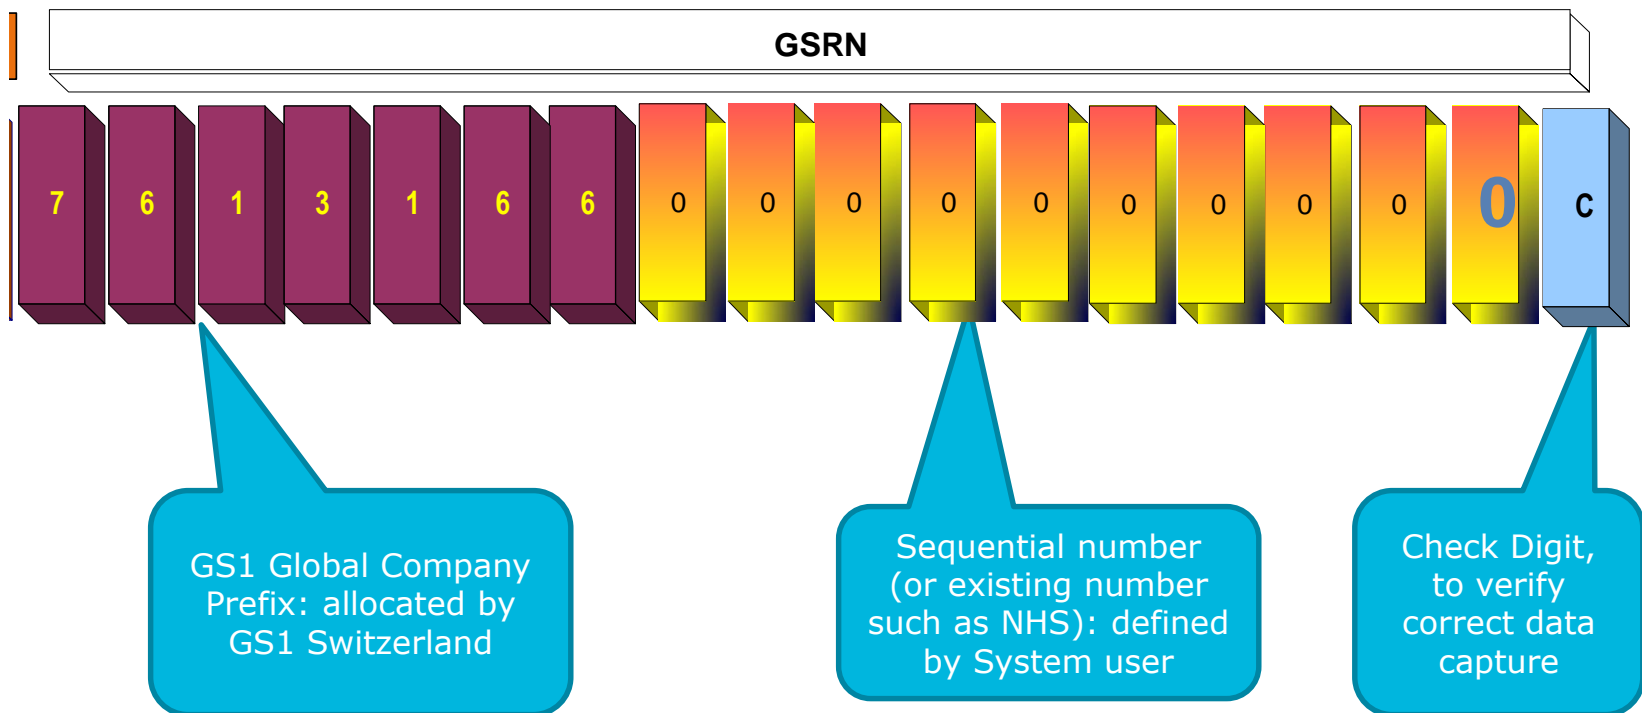 GSRN
7 6 1 3 1 6 6 0 0 0 0 0 0 0 0 0 0 C
GS1 Global Company
Prefix: allocated by
GS1 Switzerland
Sequential number
(or existing number
such as NHS): defined
by System user
Check Digit,
to verify
correct data
capture